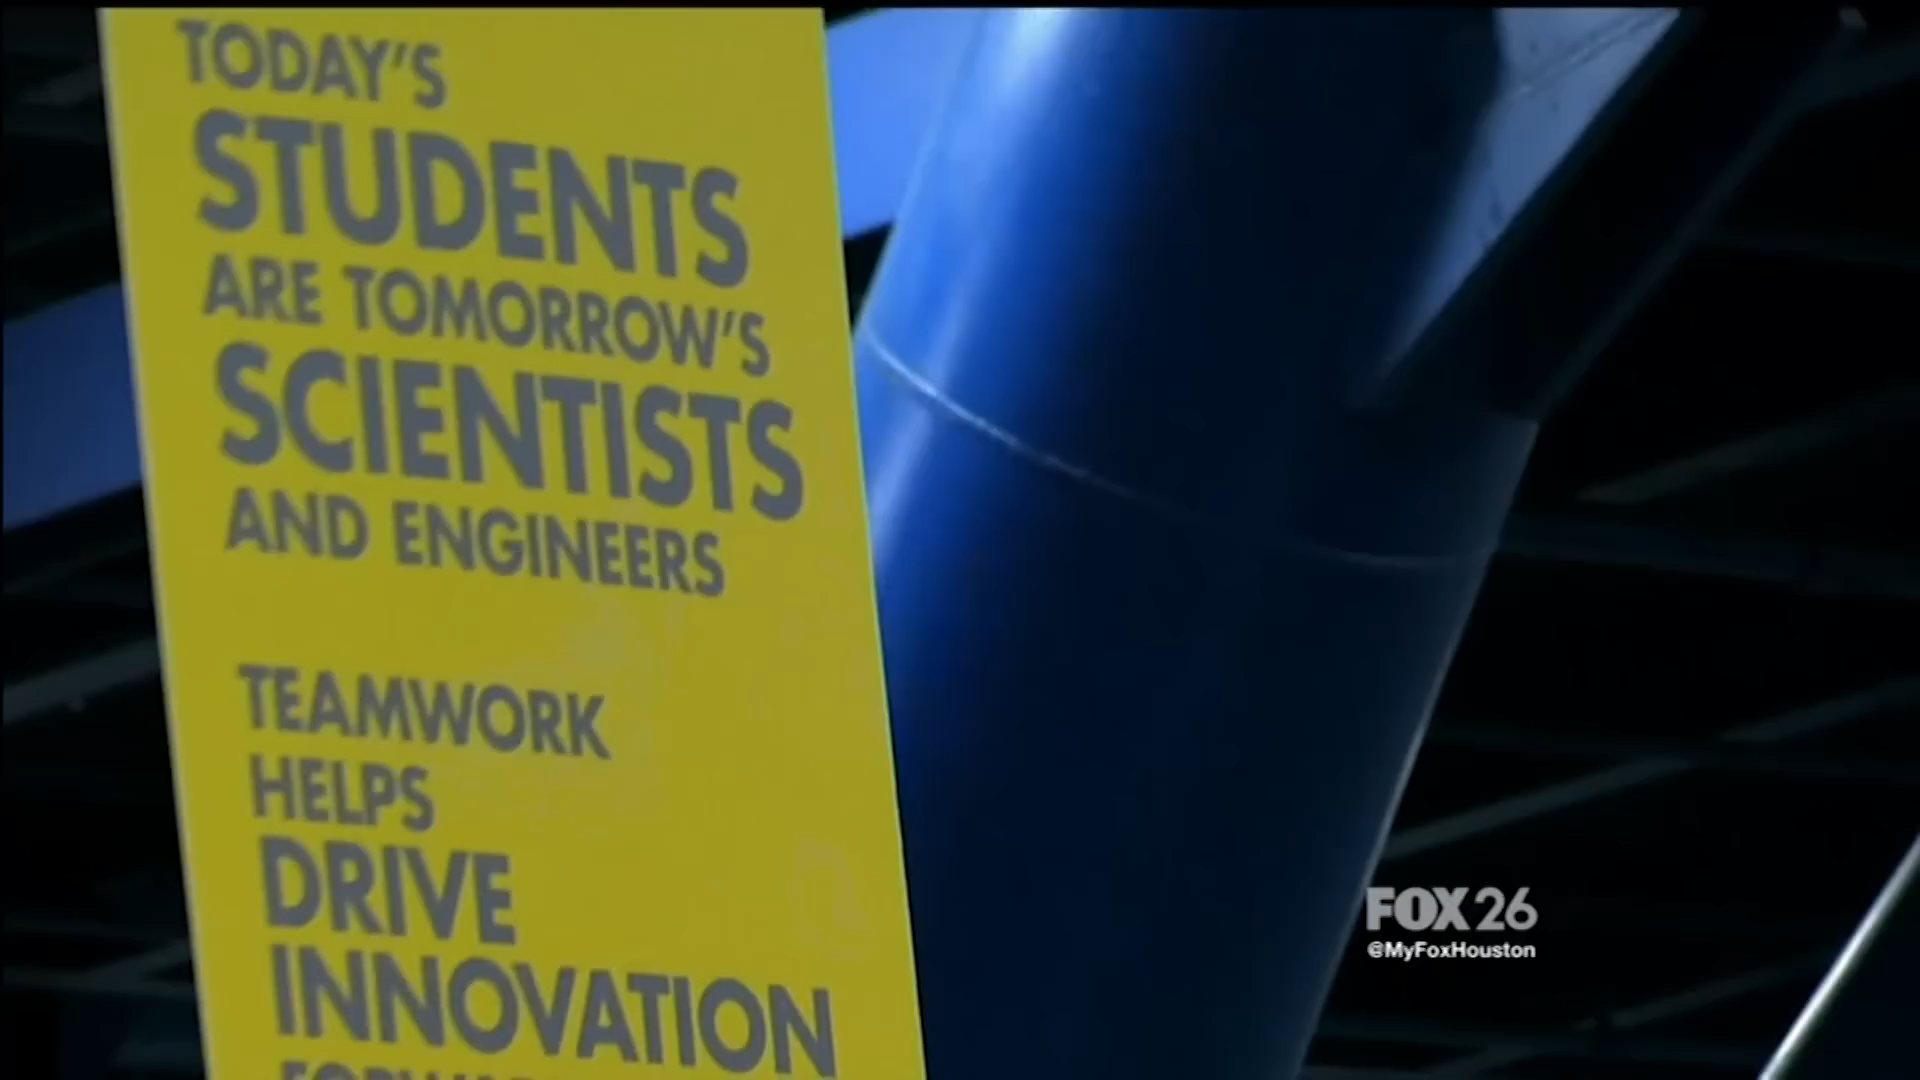 TODAY'S
STUDENTS
ARE TOMORROW'S
SCIENTISTS
AND ENGINEERS
TEAMWORK
HELPS
DRIVE
INNOVATION
FOX 26
@MyFoxHouston